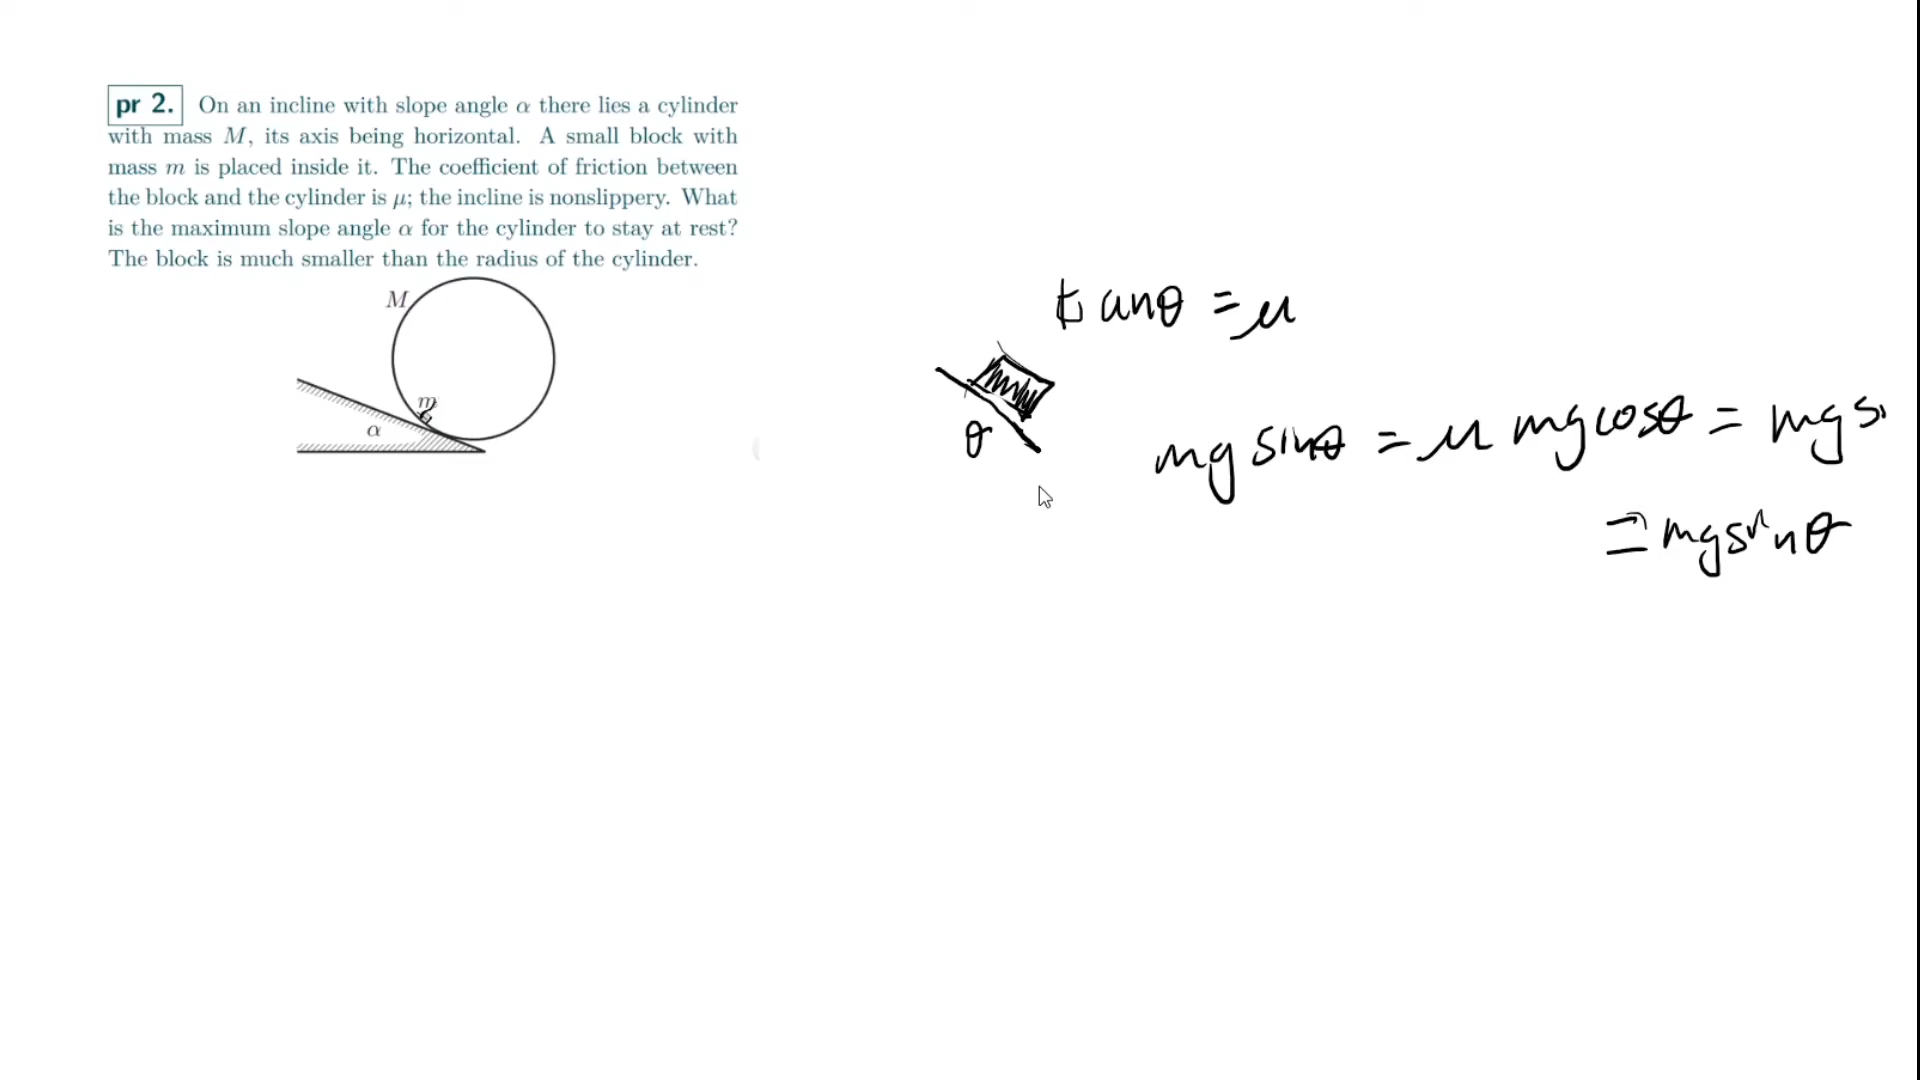 pr 2. On an incline with slope angle α there lies a cylinder
with mass M, its axis being horizontal. A small block with
mass m is placed inside it. The coefficient of friction between
the block and the cylinder is μ; the incline is nonslippery. What
is the maximum slope angle α for the cylinder to stay at rest?
The block is much smaller than the radius of the cylinder.
M
m
α
tanθ = μ
θ
mg sinθ = μ mg cosθ = mg si
= mg sinθ